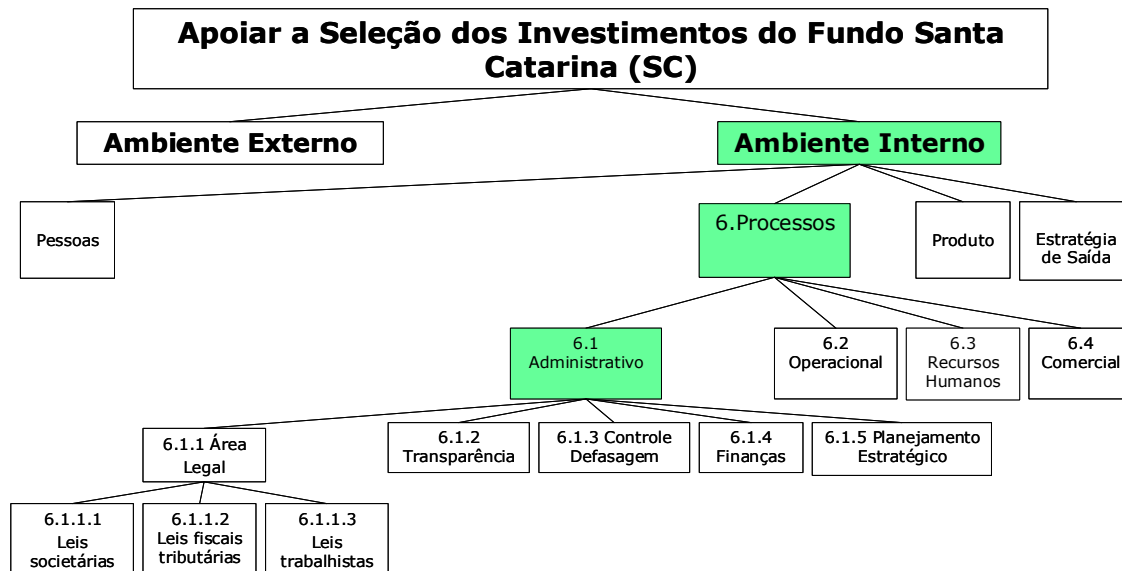 Apoiar a Seleção dos Investimentos do Fundo Santa
Catarina (SC)
Ambiente Externo
Ambiente Interno
Pessoas
6.Processos
Produto
Estratégia
de Saída
6.1
Administrativo
6.2
Operacional
6.3
Recursos
Humanos
6.4
Comercial
6.1.1 Área
Legal
6.1.2
Transparência
6.1.3 Controle
Defasagem
6.1.4
Finanças
6.1.5 Planejamento
Estratégico
6.1.1.1
Leis
societárias
6.1.1.2
Leis fiscais
tributárias
6.1.1.3
Leis
trabalhistas